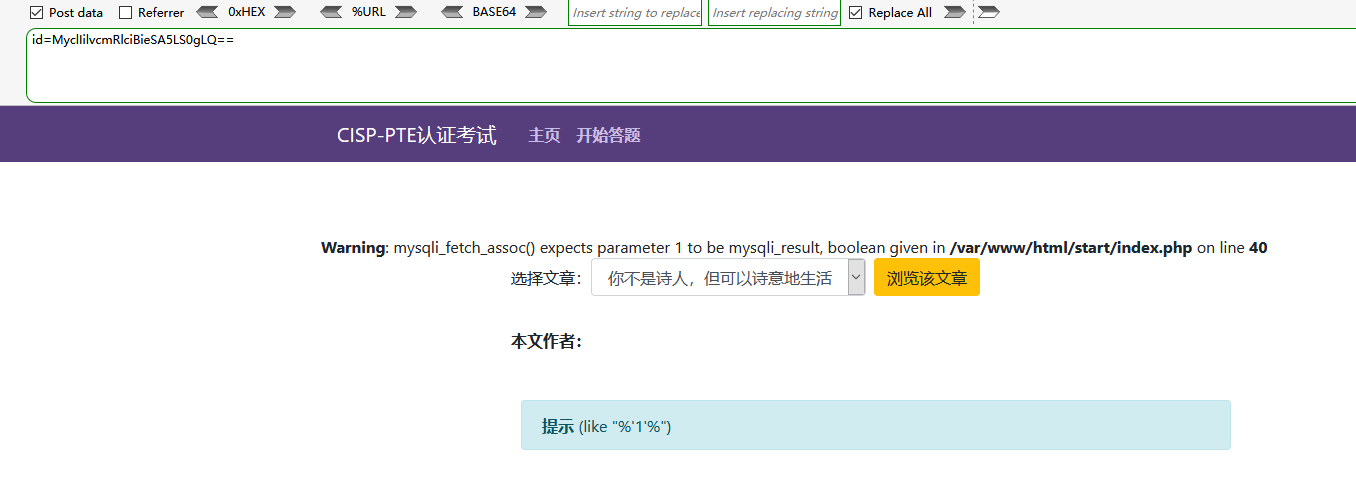 Post data Referrer 0xHEX %URL BASE64 Insert string to replace Insert replacing string Replace All
id=MyclIilvcmRlciBieSA5LS0gLQ==
CISP-PTE认证考试 主页 开始答题
Warning: mysqli_fetch_assoc() expects parameter 1 to be mysqli_result, boolean given in /var/www/html/start/index.php on line 40
选择文章： 你不是诗人，但可以诗意地生活 浏览该文章
本文作者：
提示 (like "%'1'%")